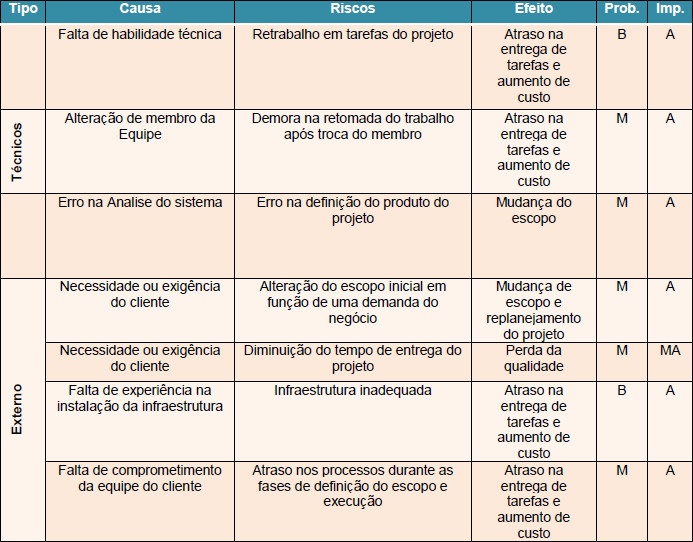 Tipo Causa Riscos Efeito Prob. Imp.
Técnicos
Falta de habilidade técnica
Retrabalho em tarefas do projeto
Atraso na
entrega de
tarefas e
aumento de
custo
B
A
Alteração de membro da
Equipe
Demora na retomada do trabalho
após troca do membro
Atraso na
entrega de
tarefas e
aumento de
custo
M
A
Erro na Analise do sistema
Erro na definição do produto do
projeto
Mudança do
escopo
M
A
Externo
Necessidade ou exigência
do cliente
Alteração do escopo inicial em
função de uma demanda do
negócio
Mudança de
escopo e
replanejamento
do projeto
M
A
Necessidade ou exigência
do cliente
Diminuição do tempo de entrega do
projeto
Perda da
qualidade
M
MA
Falta de experiência na
instalação da infraestrutura
Infraestrutura inadequada
Atraso na
entrega de
tarefas e
aumento de
custo
B
A
Falta de comprometimento
da equipe do cliente
Atraso nos processos durante as
fases de definição do escopo e
execução
Atraso na
entrega de
tarefas e
aumento de
custo
M
A